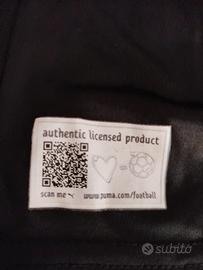 authentic licensed product
=
scan me
www.puma.com/football
subito